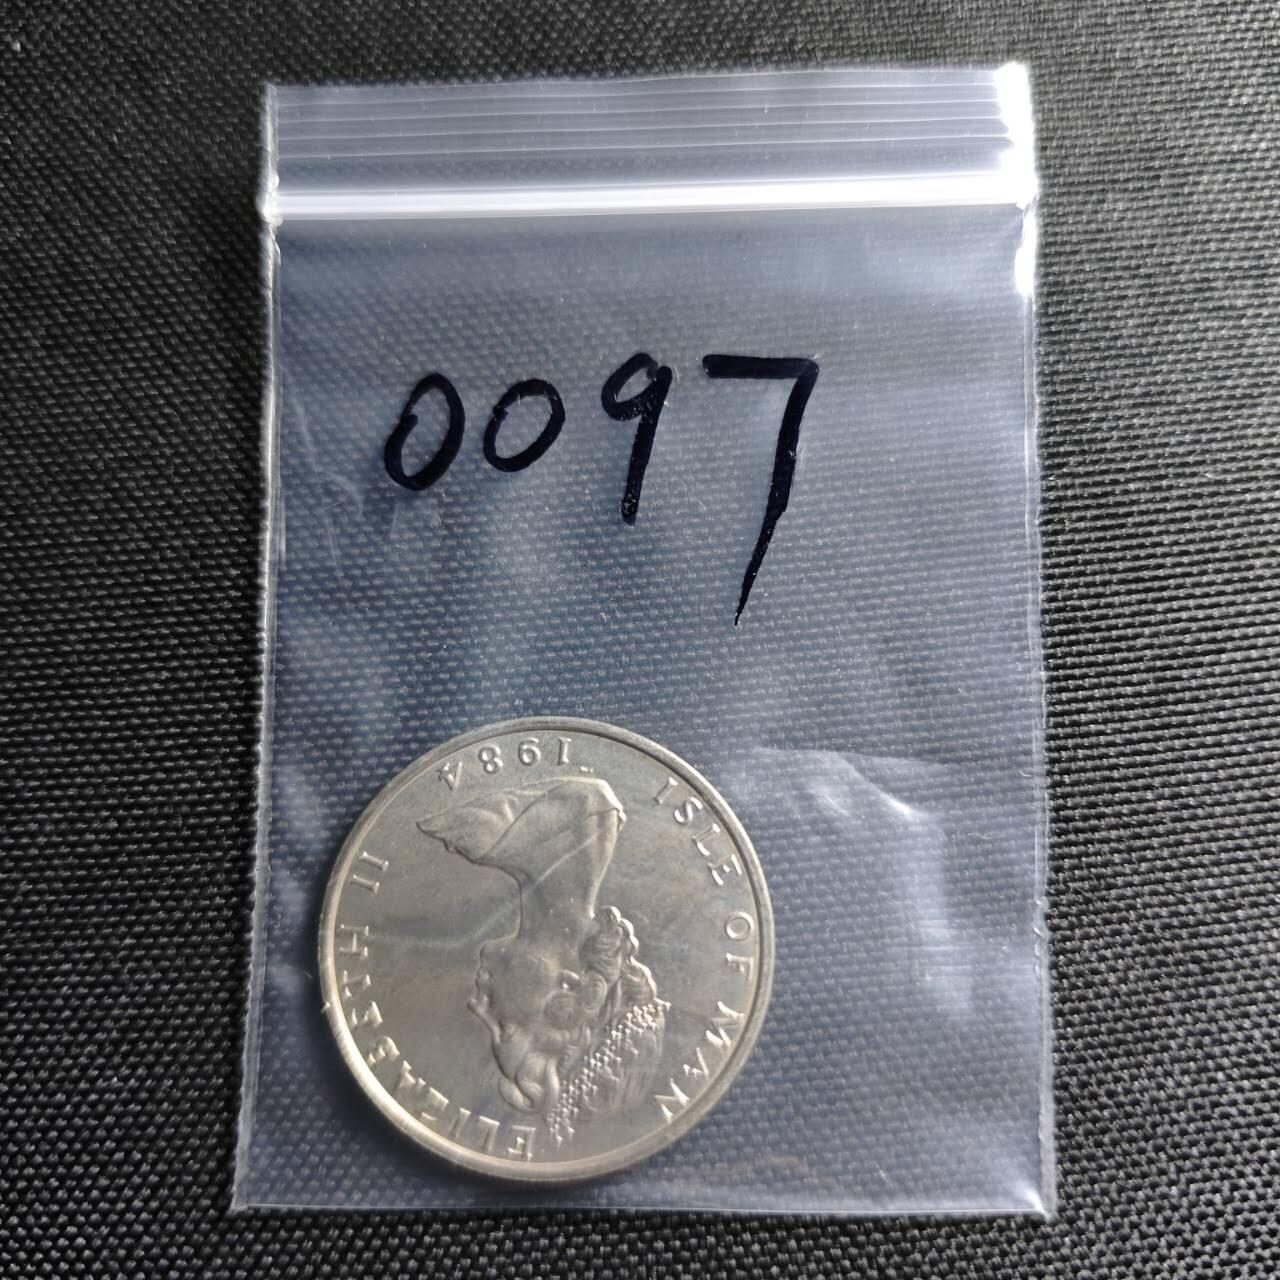 0097
ISLE OF MAN
ELIZABETH II
1984